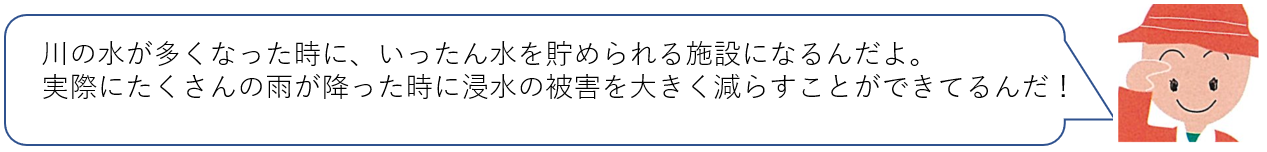 川の水が多くなった時に、いったん水を貯められる施設になるんだよ。
実際にたくさんの雨が降った時に浸水の被害を大きく減らすことができてるんだ！